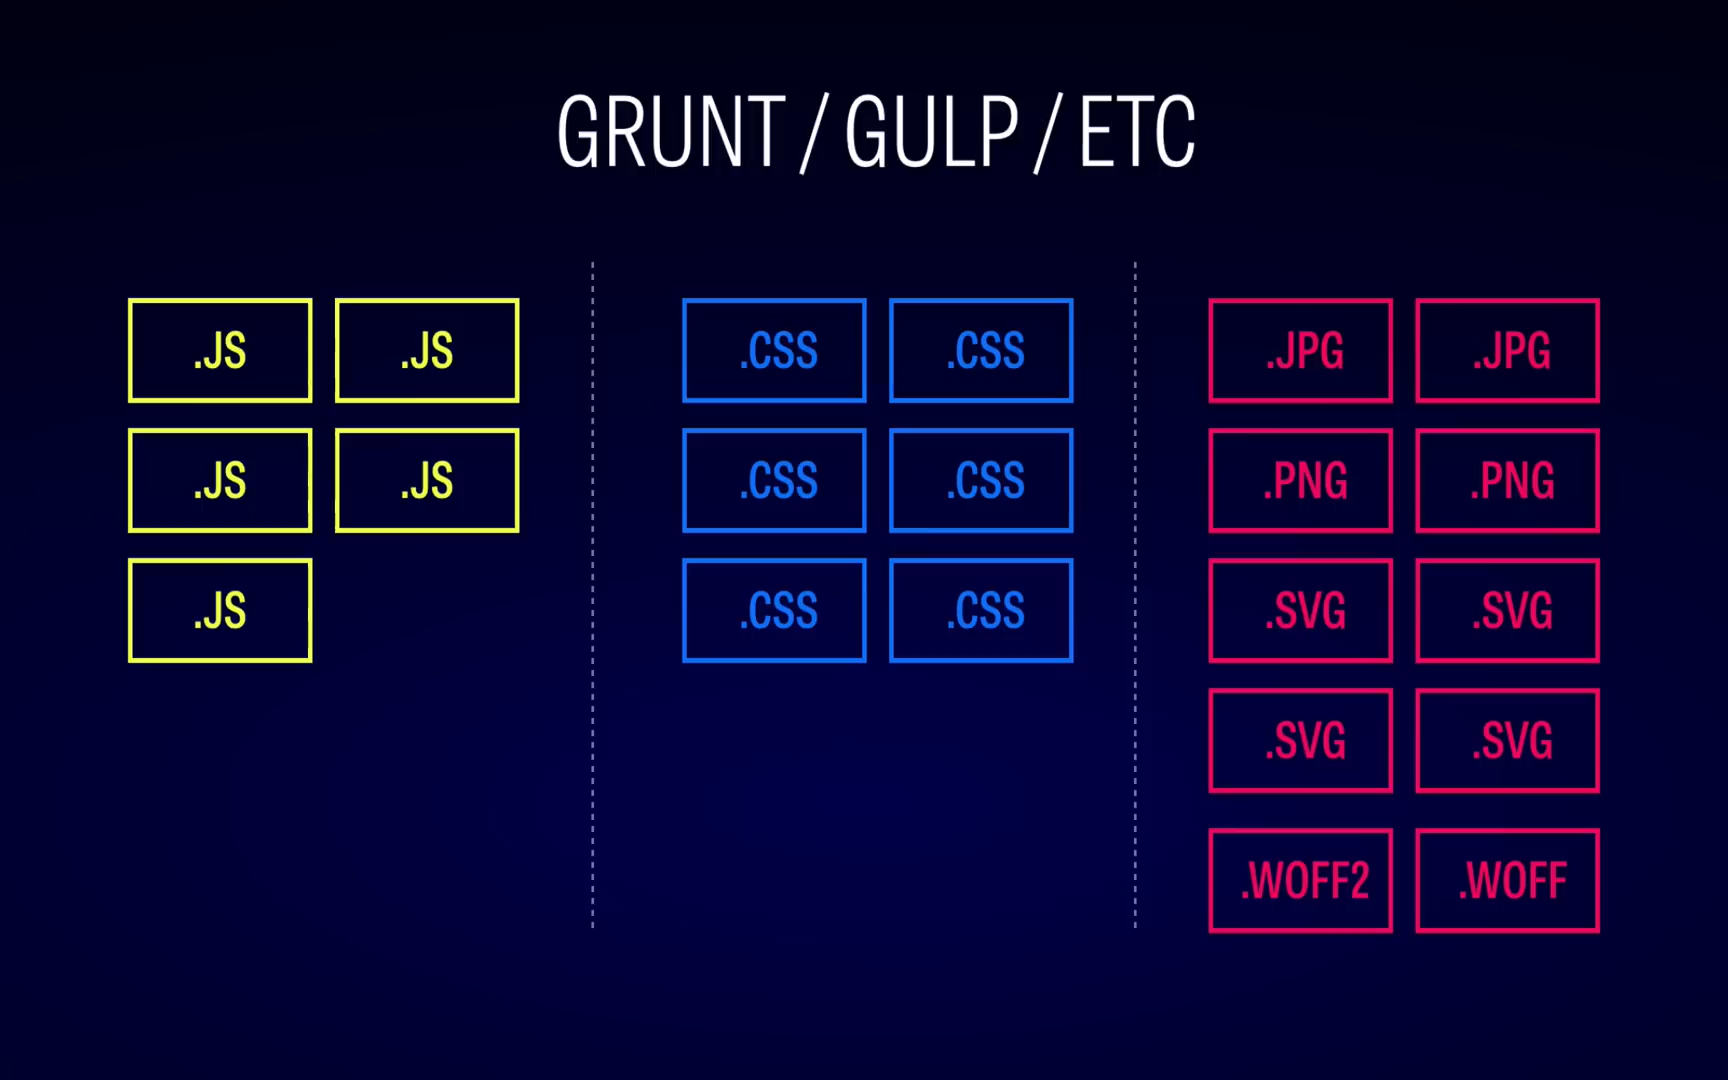 GRUNT / GULP / ETC
.JS .JS
.JS .JS
.JS
.CSS .CSS
.CSS .CSS
.CSS .CSS
.JPG .JPG
.PNG .PNG
.SVG .SVG
.SVG .SVG
.WOFF2 .WOFF